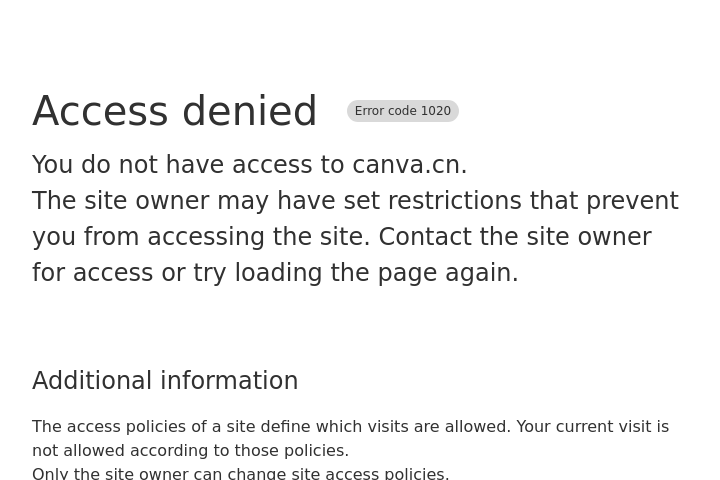 Access denied
Error code 1020
You do not have access to canva.cn.
The site owner may have set restrictions that prevent
you from accessing the site. Contact the site owner
for access or try loading the page again.
Additional information
The access policies of a site define which visits are allowed. Your current visit is
not allowed according to those policies.
Only the site owner can change site access policies.